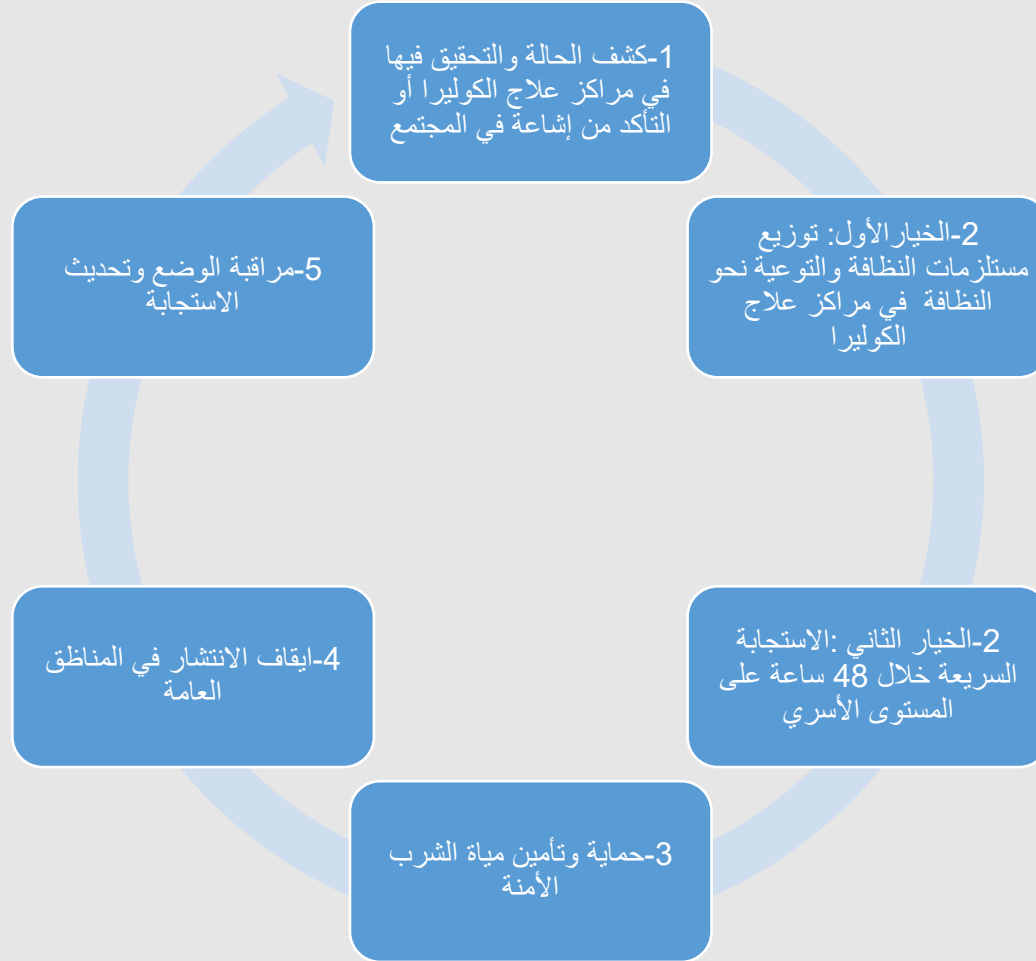 1-كشف الحالة والتحقيق فيها
في مراكز علاج الكوليرا أو
التأكد من إشاعة في المجتمع
2-الخيار الأول: توزيع
مستلزمات النظافة والتوعية نحو
النظافة في مراكز علاج
الكوليرا
2-الخيار الثاني :الاستجابة
السريعة خلال 48 ساعة على
المستوى الأسري
3-حماية وتأمين مياة الشرب
الأمنة
4-ايقاف الانتشار في المناظق
العامة
5-مراقبة الوضع وتحديث
الاستجابة